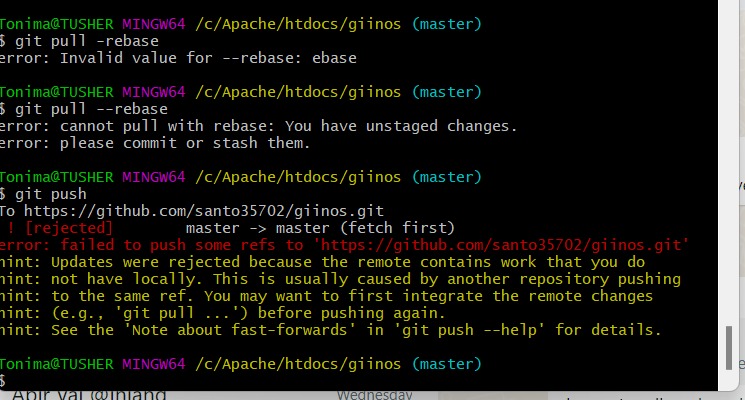 Tonima@TUSHER MINGW64 /c/Apache/htdocs/giinos (master)
$ git pull -rebase
error: Invalid value for --rebase: ebase
Tonima@TUSHER MINGW64 /c/Apache/htdocs/giinos (master)
$ git pull --rebase
error: cannot pull with rebase: You have unstaged changes.
error: please commit or stash them.
Tonima@TUSHER MINGW64 /c/Apache/htdocs/giinos (master)
$ git push
To https://github.com/santo35702/giinos.git
! [rejected] master -> master (fetch first)
error: failed to push some refs to 'https://github.com/santo35702/giinos.git'
hint: Updates were rejected because the remote contains work that you do
hint: not have locally. This is usually caused by another repository pushing
hint: to the same ref. You may want to first integrate the remote changes
hint: (e.g., 'git pull ...') before pushing again.
hint: See the 'Note about fast-forwards' in 'git push --help' for details.
Tonima@TUSHER MINGW64 /c/Apache/htdocs/giinos (master)
$
Wednesday